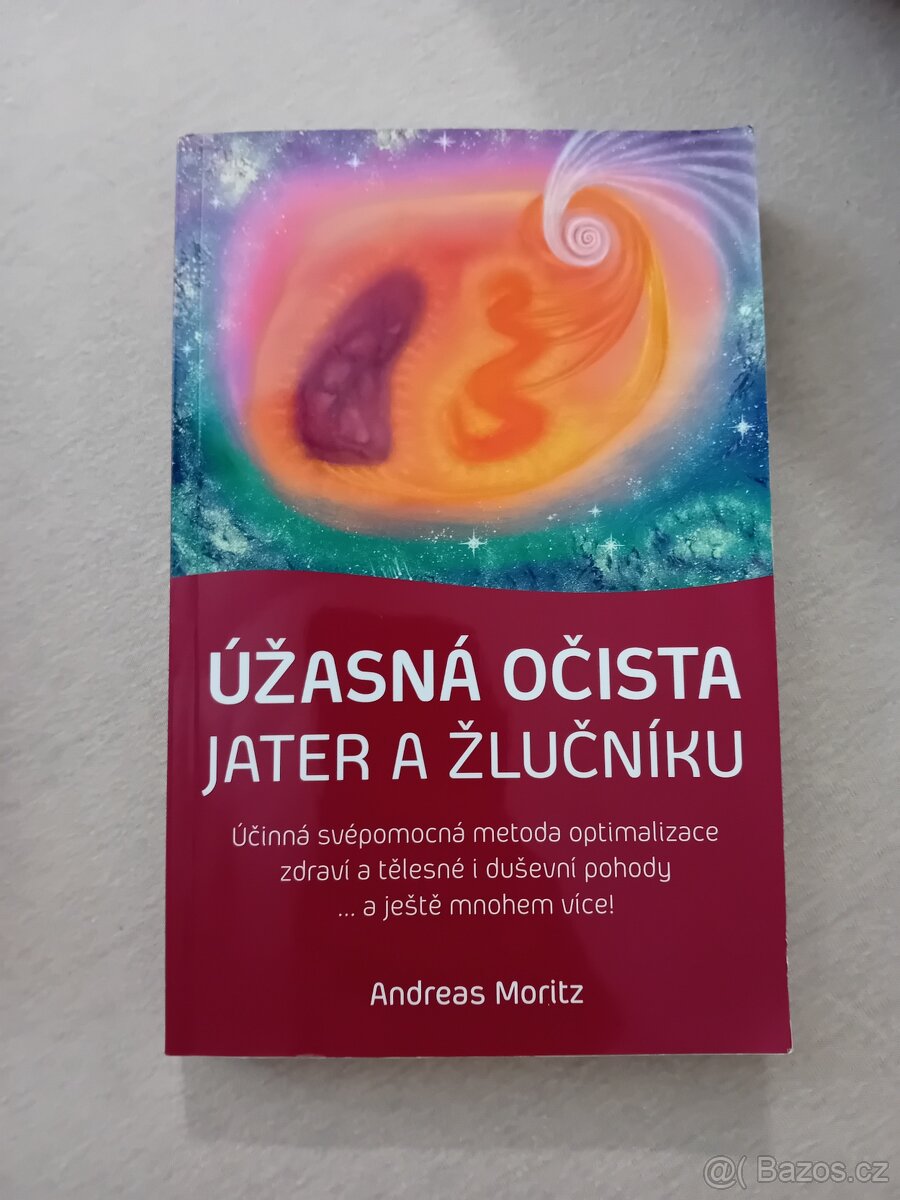 ÚŽASNÁ OČISTA
JATER A ŽLUČNÍKU
Účinná svépomocná metoda optimalizace
zdraví a tělesné i duševní pohody
... a ještě mnohem více!
Andreas Moritz
@( Bazos.cz